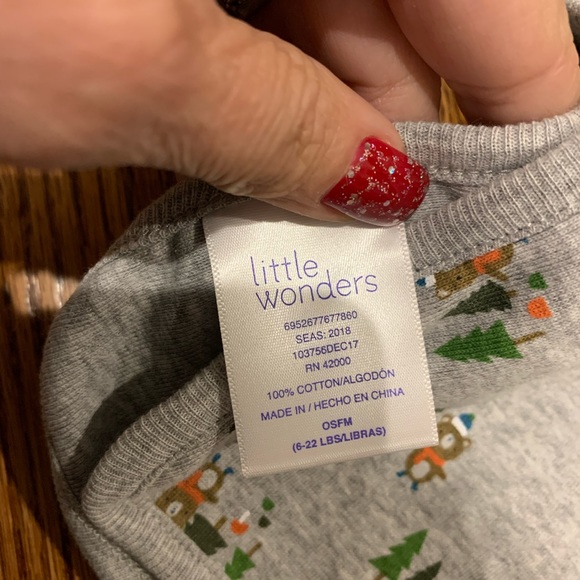 little
wonders
6952677677860
SEAS: 2018
103756DEC17
RN 42000
100% COTTON/ALGODÓN
MADE IN / HECHO EN CHINA
OSFM
(6-22 LBS/LIBRAS)